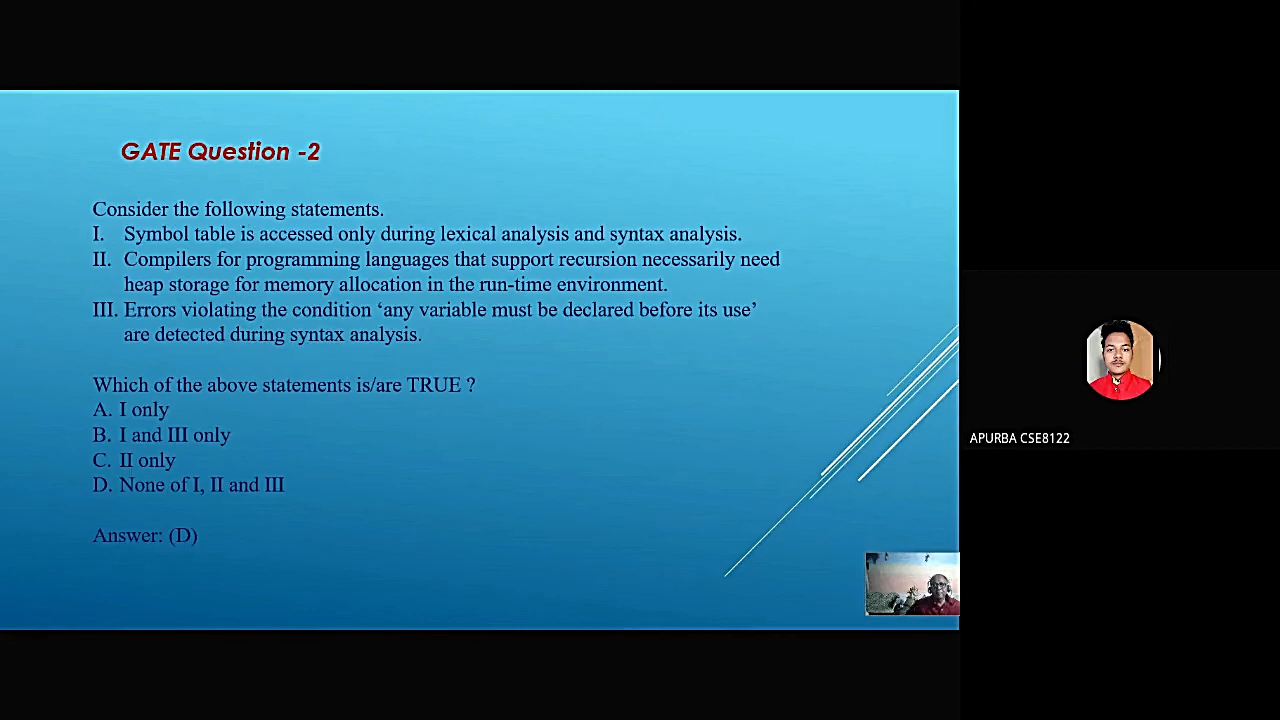 GATE Question -2
Consider the following statements.
I. Symbol table is accessed only during lexical analysis and syntax analysis.
II. Compilers for programming languages that support recursion necessarily need
heap storage for memory allocation in the run-time environment.
III. Errors violating the condition ‘any variable must be declared before its use’
are detected during syntax analysis.
Which of the above statements is/are TRUE ?
A. I only
B. I and III only
C. II only
D. None of I, II and III
Answer: (D)
APURBA CSE8122